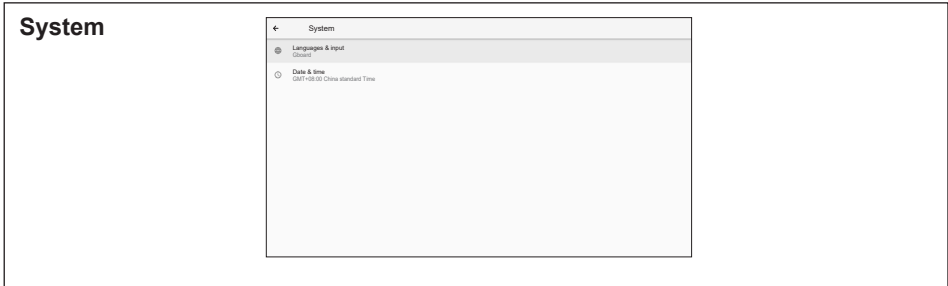 System
System
Languages & input
Gboard
Date & time
GMT+08:00 China standard Time